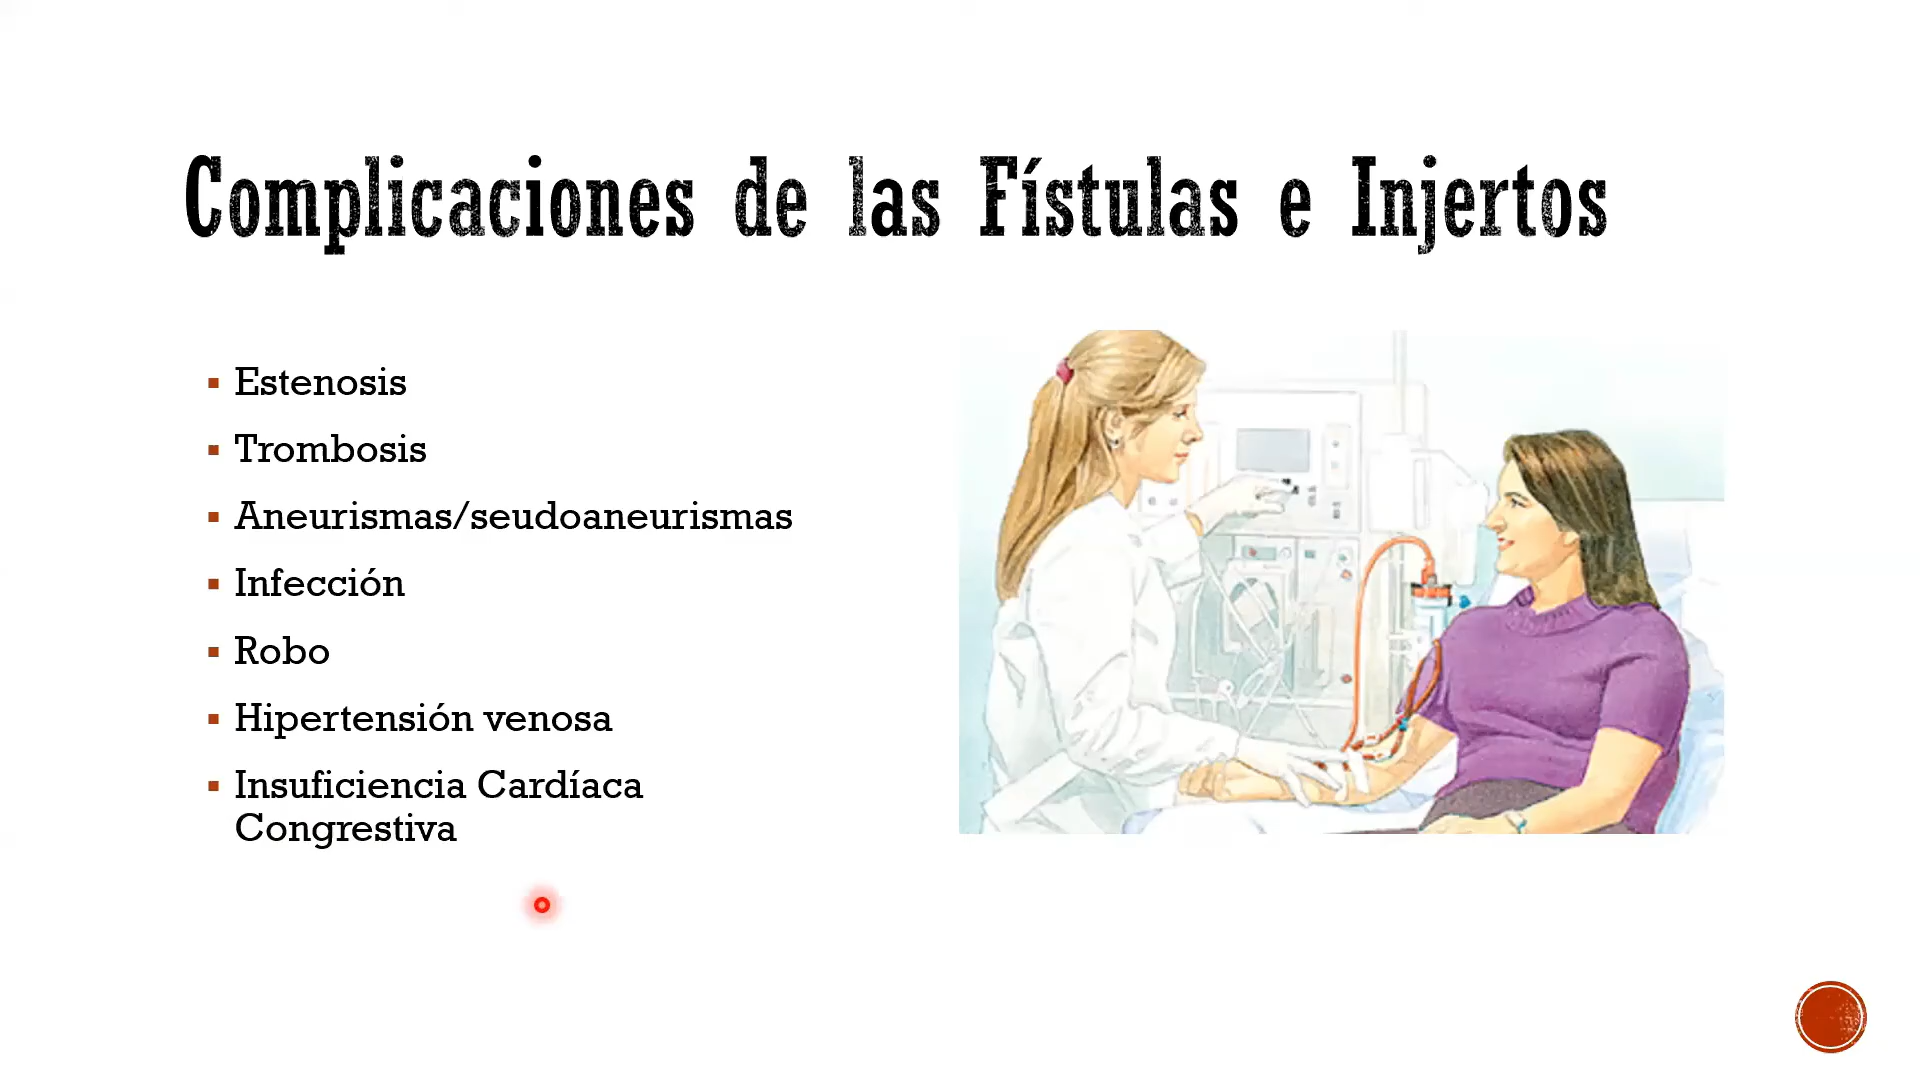 Complicaciones de las Fístulas e Injertos
Estenosis
Trombosis
Aneurismas/seudoaneurismas
Infección
Robo
Hipertensión venosa
Insuficiencia Cardíaca
Congrestiva